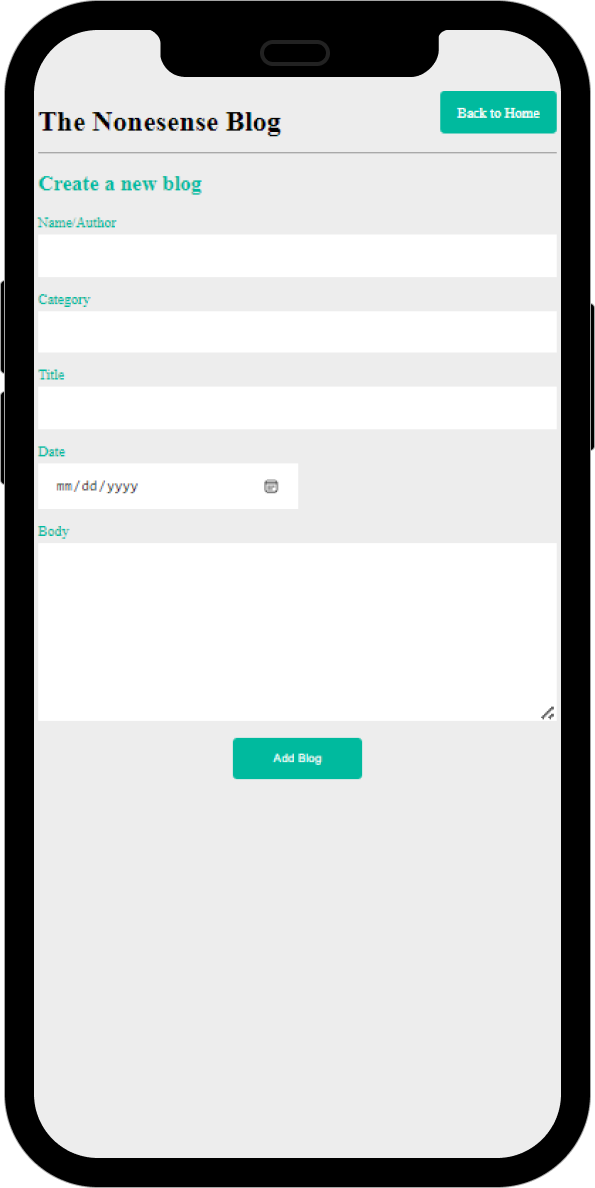 The Nonesense Blog
Back to Home
Create a new blog
Name/Author
Category
Title
Date
mm/dd/yyyy
Body
Add Blog